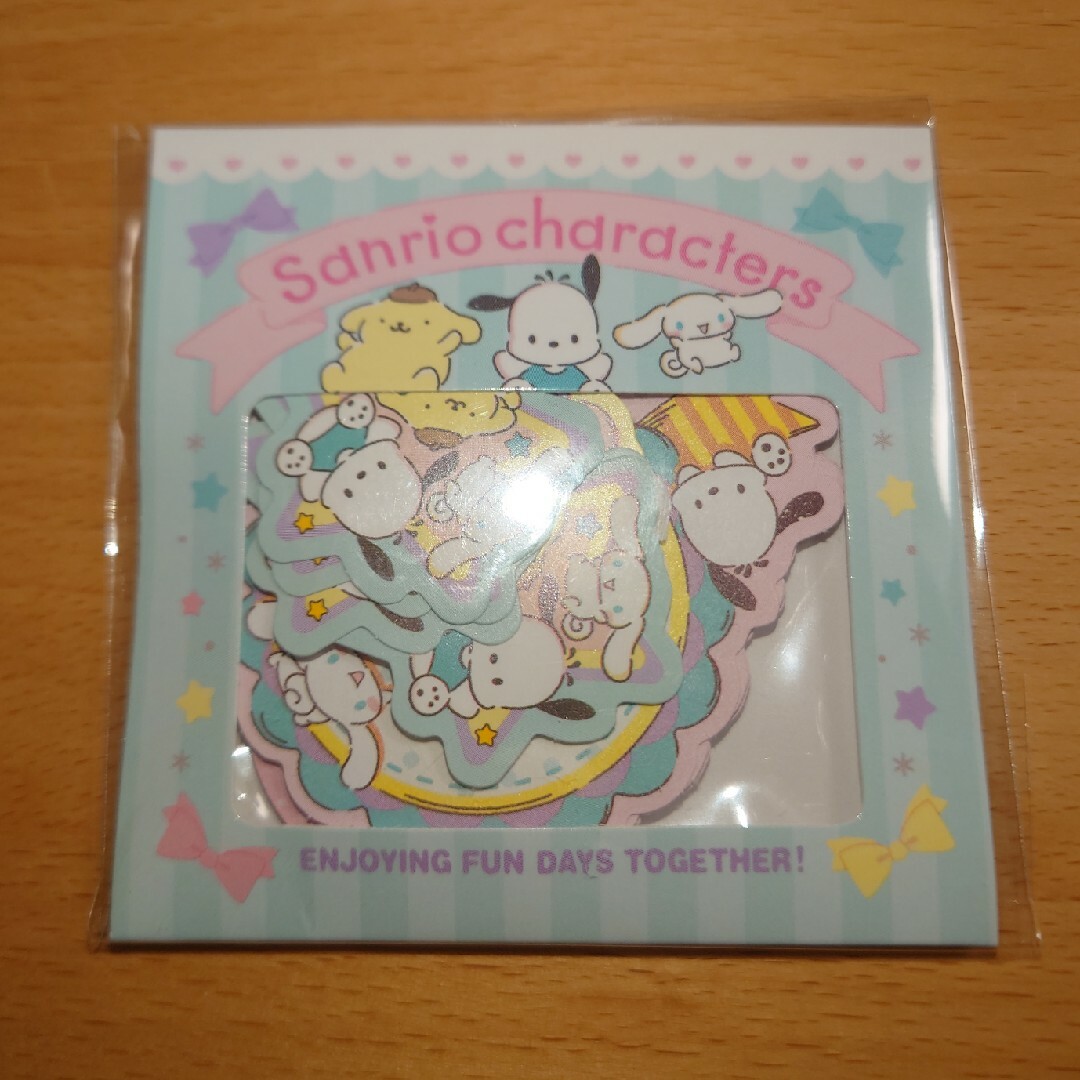 Sanrio characters
ENJOYING FUN DAYS TOGETHER!